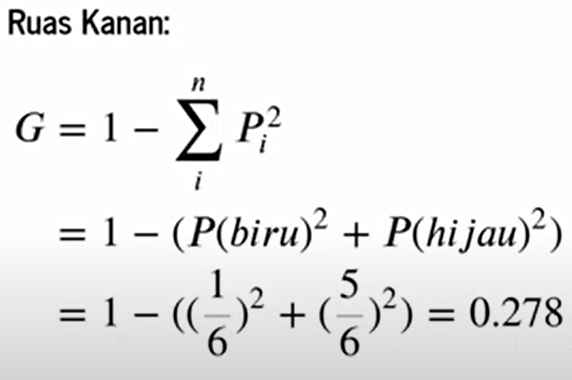 Ruas Kanan:
G = 1 − ∑_i^n P_i^2
= 1 − (P(biru)^2 + P(hijau)^2)
= 1 − ((1/6)^2 + (5/6)^2) = 0.278